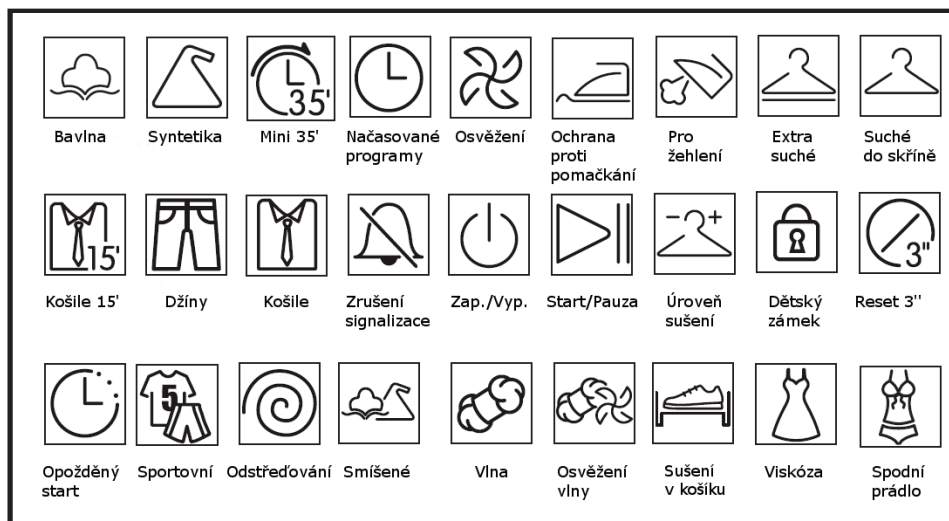 35'
Bavlna
Syntetika
Mini 35'
Načasované
programy
Osvěžení
Ochrana
proti
pomačkání
Pro
žehlení
Extra
suché
Suché
do skříně
15'
- +
3"
Košile 15'
Džíny
Košile
Zrušení
signalizace
Zap./Vyp.
Start/Pauza
Úroveň
sušení
Dětský
zámek
Reset 3''
5
Opožděný
start
Sportovní
Odstřeďování
Smíšené
Vlna
Osvěžení
vlny
Sušení
v košíku
Viskóza
Spodní
prádlo